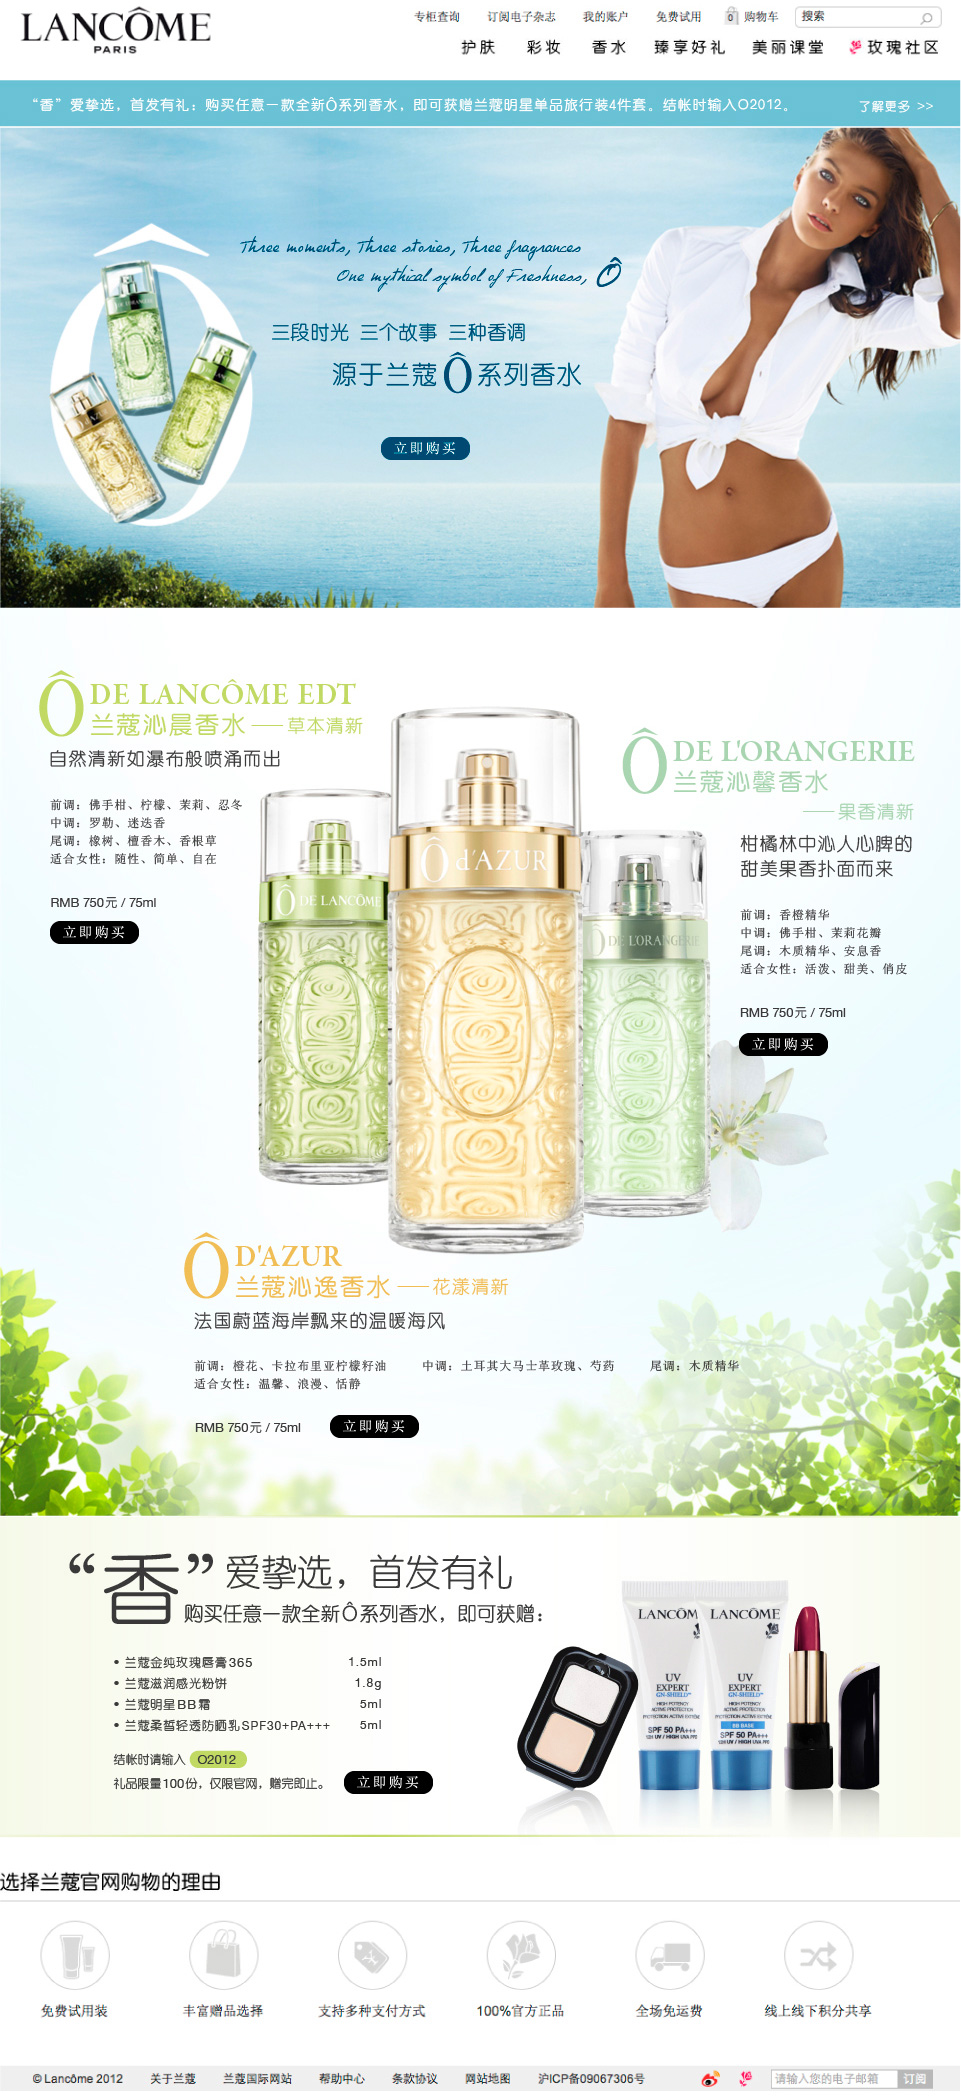 LANCÔME
PARIS
专柜查询 订阅电子杂志 我的账户 免费试用 0 购物车 搜索
护肤 彩妆 香水 臻享好礼 美丽课堂 玫瑰社区
“香”爱挚选，首发有礼：购买任意一款全新Ô系列香水，即可获赠兰蔻明星单品旅行装4件套。结帐时输入O2012。 了解更多 >>
Three moments, Three stories, Three fragrances
One mythical symbol of Freshness, Ô
三段时光 三个故事 三种香调
源于兰蔻Ô系列香水
立即购买
Ô DE LANCÔME EDT
兰蔻沁晨香水——草本清新
自然清新如瀑布般喷涌而出
前调：佛手柑、柠檬、茉莉、忍冬
中调：罗勒、迷迭香
尾调：橡树、檀香木、香根草
适合女性：随性、简单、自在
RMB 750元 / 75ml
立即购买
Ô DE LANCÔME
Ô d'AZUR
Ô DE L'ORANGERIE
Ô DE L'ORANGERIE
兰蔻沁馨香水
——果香清新
柑橘林中沁人心脾的
甜美果香扑面而来
前调：香橙精华
中调：佛手柑、茉莉花瓣
尾调：木质精华、安息香
适合女性：活泼、甜美、俏皮
RMB 750元 / 75ml
立即购买
Ô D'AZUR
兰蔻沁逸香水——花漾清新
法国蔚蓝海岸飘来的温暖海风
前调：橙花、卡拉布里亚柠檬籽油 中调：土耳其大马士革玫瑰、芍药 尾调：木质精华
适合女性：温馨、浪漫、恬静
RMB 750元 / 75ml
立即购买
“香”爱挚选，首发有礼
购买任意一款全新Ô系列香水，即可获赠：
• 兰蔻金纯玫瑰唇膏365 1.5ml
• 兰蔻滋润感光粉饼 1.8g
• 兰蔻明星BB霜 5ml
• 兰蔻柔皙轻透防晒乳SPF30+PA+++ 5ml
结帐时请输入 O2012
礼品限量100份，仅限官网，赠完即止。
立即购买
LANCÔM
UV
EXPERT
GN-SHIELD™
HIGH POTENCY
ACTIVE PROTECTION
PROTECTION ACTIVE EXTRÊME
SPF 50 PA+++
12H UV / HIGH UVA PPD
LANCÔME
UV
EXPERT
GN-SHIELD™
HIGH POTENCY
ACTIVE PROTECTION
PROTECTION ACTIVE EXTRÊME
BB BASE
SPF 50 PA+++
12H UV / HIGH UVA PPD
选择兰蔻官网购物的理由
免费试用装 丰富赠品选择 支持多种支付方式 100%官方正品 全场免运费 线上线下积分共享
© Lancôme 2012 关于兰蔻 兰蔻国际网站 帮助中心 条款协议 网站地图 沪ICP备09067306号 请输入您的电子邮箱 订阅